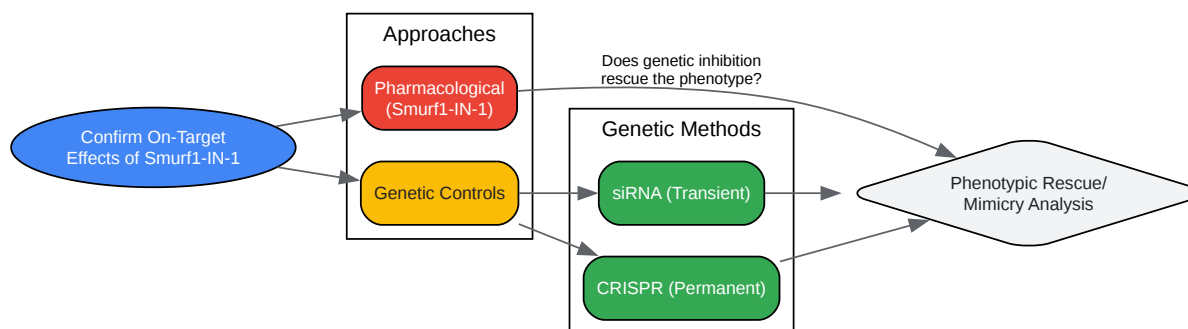 Approaches
Pharmacological
(Smurf1-IN-1)
Does genetic inhibition
rescue the phenotype?
Confirm On-Target
Effects of Smurf1-IN-1
Genetic Controls
Genetic Methods
siRNA (Transient)
CRISPR (Permanent)
Phenotypic Rescue/
Mimicry Analysis